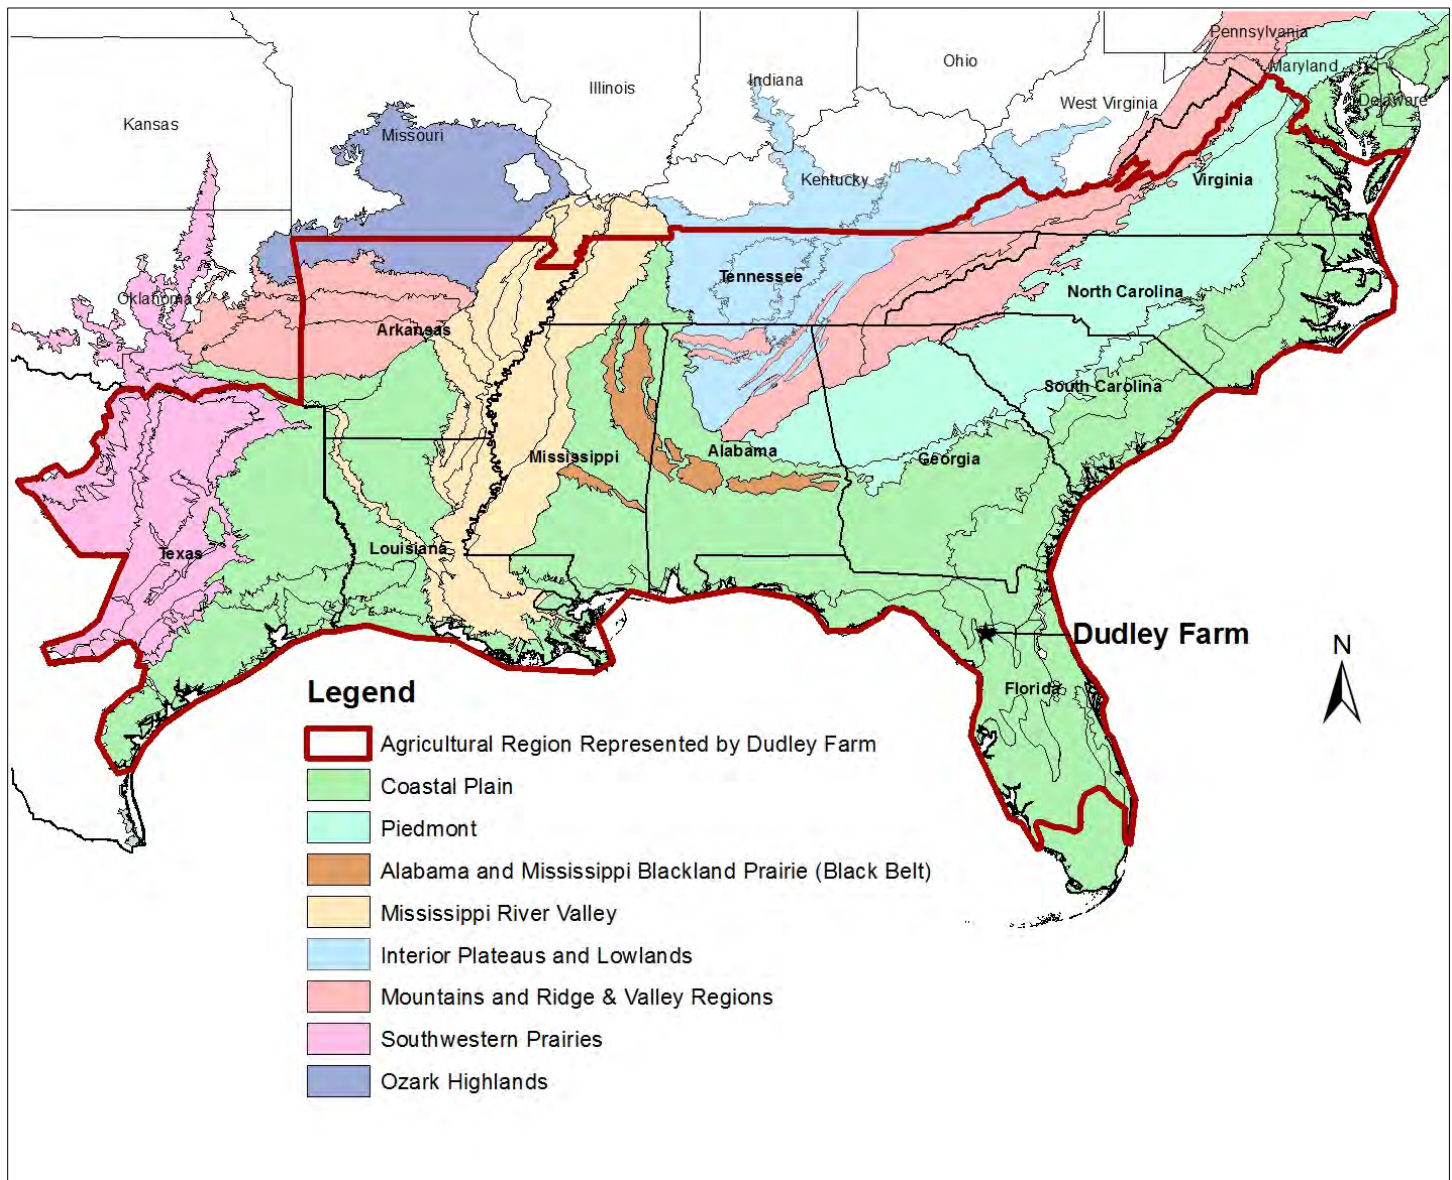 Pennsylvania
Ohio
Maryland
Indiana
Illinois
West Virginia
Delaware
Kansas
Missouri
Kentucky
Virginia
Tennessee
North Carolina
Oklahoma
Arkansas
South Carolina
Mississippi
Alabama
Georgia
Texas
Louisiana
Dudley Farm
N
Florida
Legend
Agricultural Region Represented by Dudley Farm
Coastal Plain
Piedmont
Alabama and Mississippi Blackland Prairie (Black Belt)
Mississippi River Valley
Interior Plateaus and Lowlands
Mountains and Ridge & Valley Regions
Southwestern Prairies
Ozark Highlands